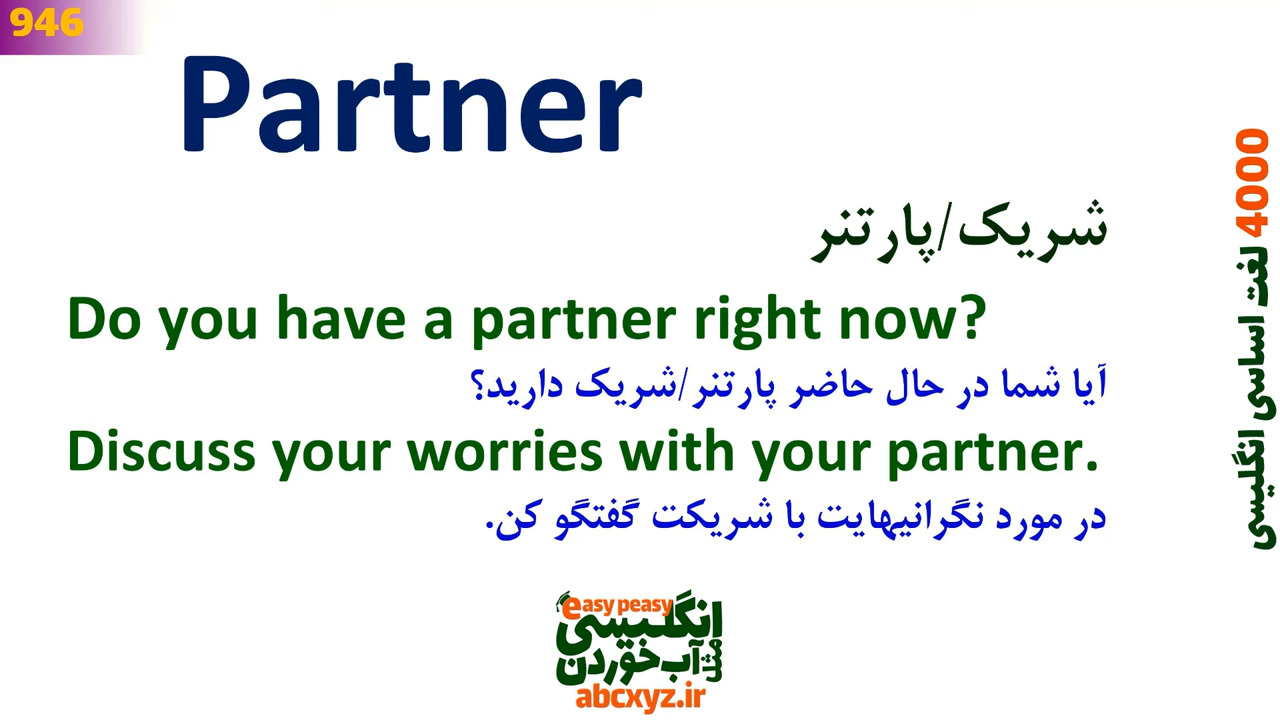 946
Partner
شریک/پارتنر
Do you have a partner right now?
آیا شما در حال حاضر پارتنر/شریک دارید؟
Discuss your worries with your partner.
در مورد نگرانیهایت با شریکت گفتگو کن.
4000 لغت اساسی انگلیسی
easy peasy
انگلیسی
مثل آب خوردن
abcxyz.ir